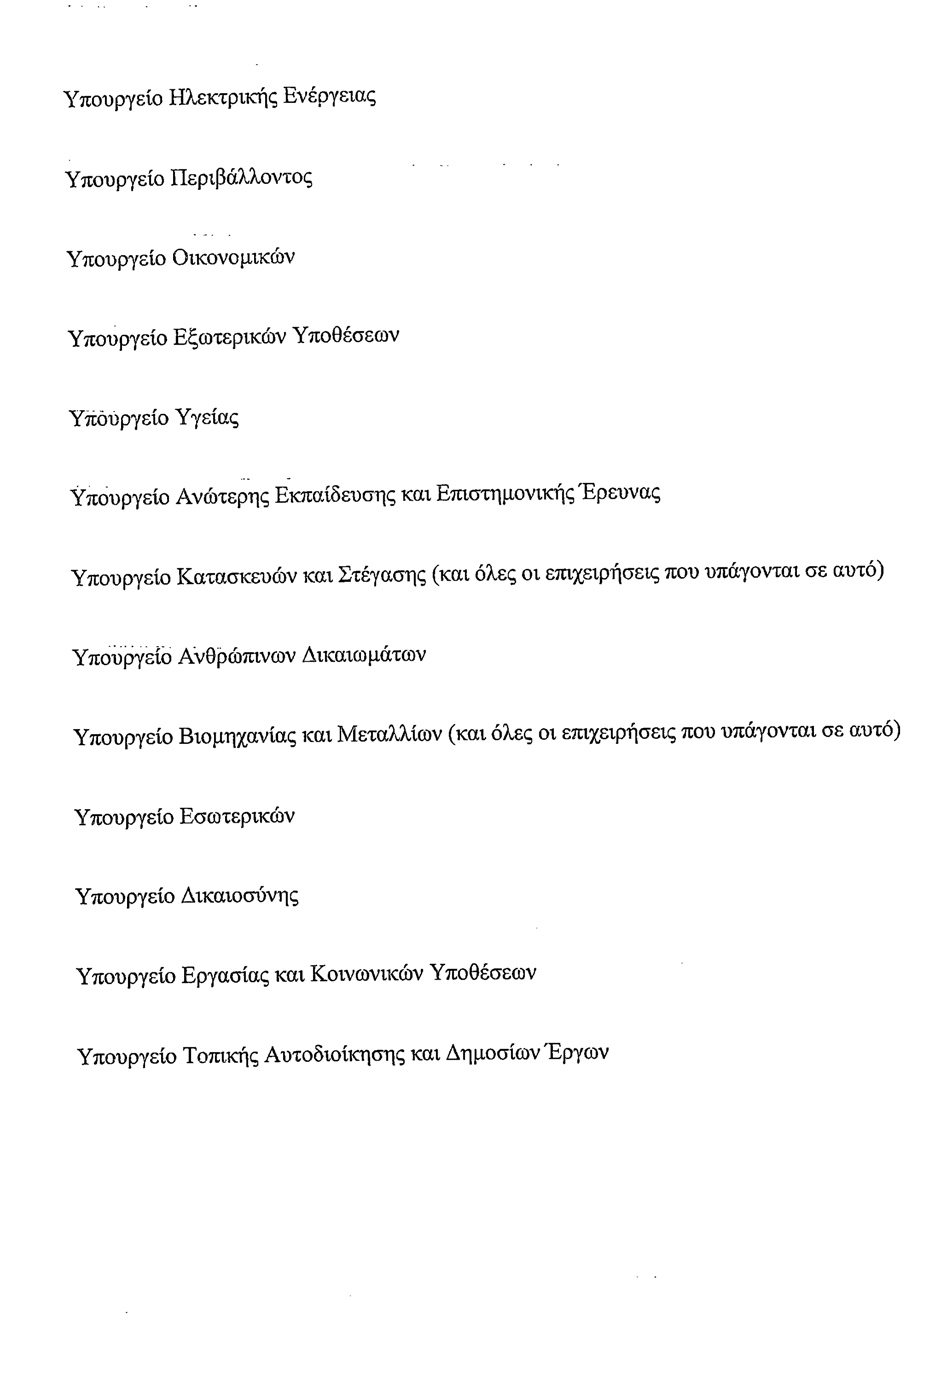 Υπουργείο Ηλεκτρικής Ενέργειας
Υπουργείο Περιβάλλοντος
Υπουργείο Οικονομικών
Υπουργείο Εξωτερικών Υποθέσεων
Υπουργείο Υγείας
Υπουργείο Ανώτερης Εκπαίδευσης και Επιστημονικής Έρευνας
Υπουργείο Κατασκευών και Στέγασης (και όλες οι επιχειρήσεις που υπάγονται σε αυτό)
Υπουργείο Ανθρώπινων Δικαιωμάτων
Υπουργείο Βιομηχανίας και Μεταλλίων (και όλες οι επιχειρήσεις που υπάγονται σε αυτό)
Υπουργείο Εσωτερικών
Υπουργείο Δικαιοσύνης
Υπουργείο Εργασίας και Κοινωνικών Υποθέσεων
Υπουργείο Τοπικής Αυτοδιοίκησης και Δημοσίων Έργων